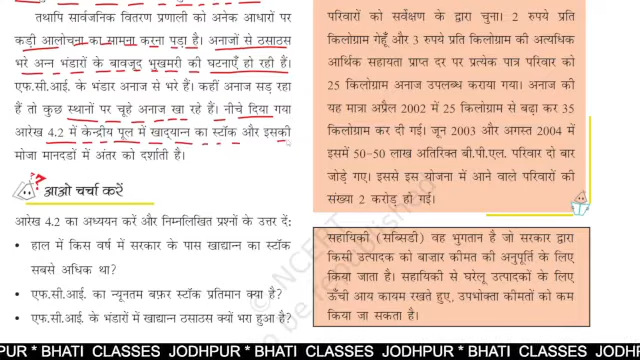 तथापि सार्वजनिक वितरण प्रणाली को अनेक आधारों पर
कड़ी आलोचना का सामना करना पड़ा है। अनाजों से ठसाठस
भरे अन्न भंडारों के बावजूद भुखमरी की घटनाएँ हो रही हैं।
एफ.सी.आई. के भंडार अनाज से भरे हैं। कहीं अनाज सड़ रहा
हैं तो कुछ स्थानों पर चूहे अनाज खा रहे हैं। नीचे दिया गया
आरेख 4.2 में केन्द्रीय पूल में खाद्यान्न का स्टॉक और इसकी
मोजा मानदडों में अंतर को दर्शाती है।
?
आओ चर्चा करें
आरेख 4.2 का अध्ययन करें और निम्नलिखित प्रश्नों के उत्तर दें:
• हाल में किस वर्ष में सरकार के पास खाद्यान्न का स्टॉक
सबसे अधिक था?
• एफ.सी.आई. का न्यूनतम बफ़र स्टॉक प्रतिमान क्या है?
• एफ.सी.आई. के भंडारों में खाद्यान्न ठसाठस क्यों भरा हुआ है?
परिवारों को सर्वेक्षण के द्वारा चुना। 2 रुपये प्रति
किलोग्राम गेहूँ और 3 रुपये प्रति किलोग्राम की अत्यधिक
आर्थिक सहायता प्राप्त दर पर प्रत्येक पात्र परिवार को
25 किलोग्राम अनाज उपलब्ध कराया गया। अनाज की
यह मात्रा अप्रैल 2002 में 25 किलोग्राम से बढ़ा कर 35
किलोग्राम कर दी गई। जून 2003 और अगस्त 2004 में
इसमें 50-50 लाख अतिरिक्त बी.पी.एल. परिवार दो बार
जोड़े गए। इससे इस योजना में आने वाले परिवारों की
संख्या 2 करोड़ हो गई।
सहायिकी (सब्सिडी) वह भुगतान है जो सरकार द्वारा
किसी उत्पादक को बाजार कीमत की अनुपूर्ति के लिए
किया जाता है। सहायिकी से घरेलू उत्पादकों के लिए
ऊँची आय कायम रखते हुए, उपभोक्ता कीमतों को कम
किया जा सकता है।
© NCERT
be republished
PUR * BHATI CLASSES JODHPUR * BHATI CLASSES JODHPUR * BHATI CLASSES JODHPUR * BHATI